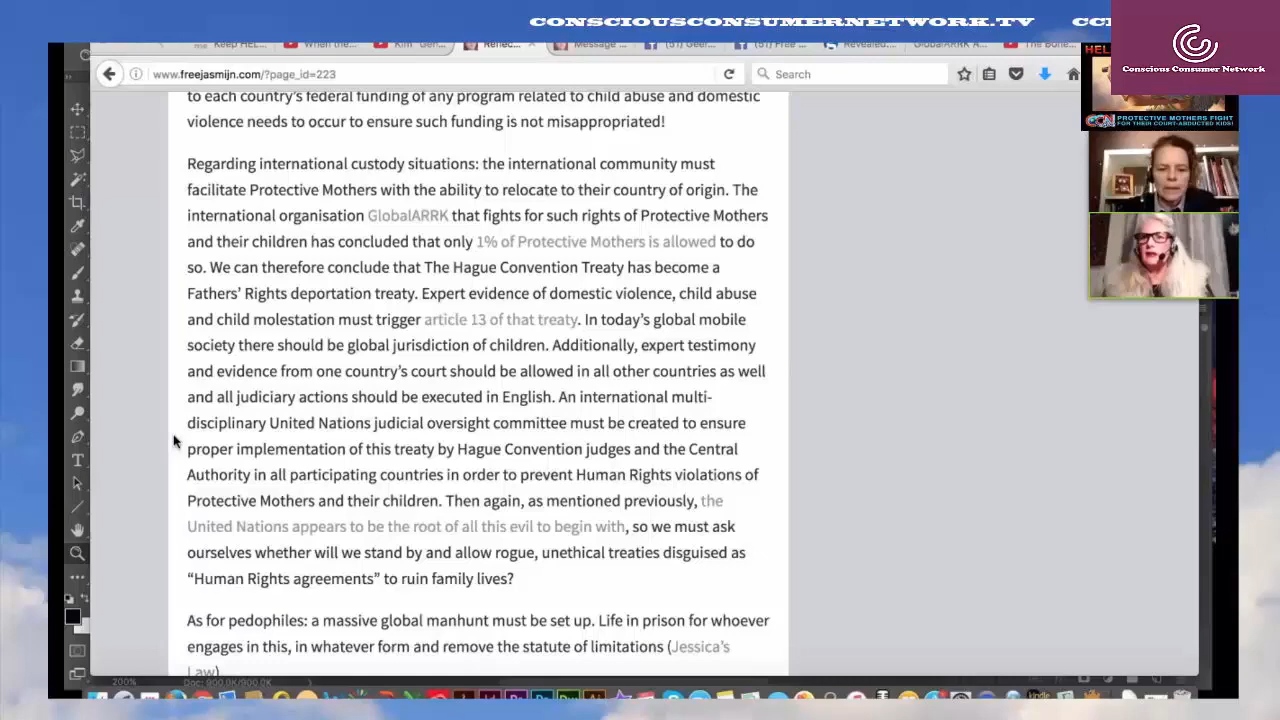 CONSCIOUSCONSUMERNETWORK.TV
Conscious Consumer Network
PROTECTIVE MOTHERS FIGHT
FOR THEIR COURT-ABDUCTED KIDS!
When the
Message
www.freejasmijn.com/?page_id=223
Search
to each country's federal funding of any program related to child abuse and domestic
violence needs to occur to ensure such funding is not misappropriated!
Regarding international custody situations: the international community must
facilitate Protective Mothers with the ability to relocate to their country of origin. The
international organisation GlobalARRK that fights for such rights of Protective Mothers
and their children has concluded that only 1% of Protective Mothers is allowed to do
so. We can therefore conclude that The Hague Convention Treaty has become a
Fathers' Rights deportation treaty. Expert evidence of domestic violence, child abuse
and child molestation must trigger article 13 of that treaty. In today's global mobile
society there should be global jurisdiction of children. Additionally, expert testimony
and evidence from one country's court should be allowed in all other countries as well
and all judiciary actions should be executed in English. An international multi-
disciplinary United Nations judicial oversight committee must be created to ensure
proper implementation of this treaty by Hague Convention judges and the Central
Authority in all participating countries in order to prevent Human Rights violations of
Protective Mothers and their children. Then again, as mentioned previously, the
United Nations appears to be the root of all this evil to begin with, so we must ask
ourselves whether will we stand by and allow rogue, unethical treaties disguised as
“Human Rights agreements” to ruin family lives?
As for pedophiles: a massive global manhunt must be set up. Life in prison for whoever
engages in this, in whatever form and remove the statute of limitations (Jessica's
Law)
200%
Doc: 900.0K/900.0K